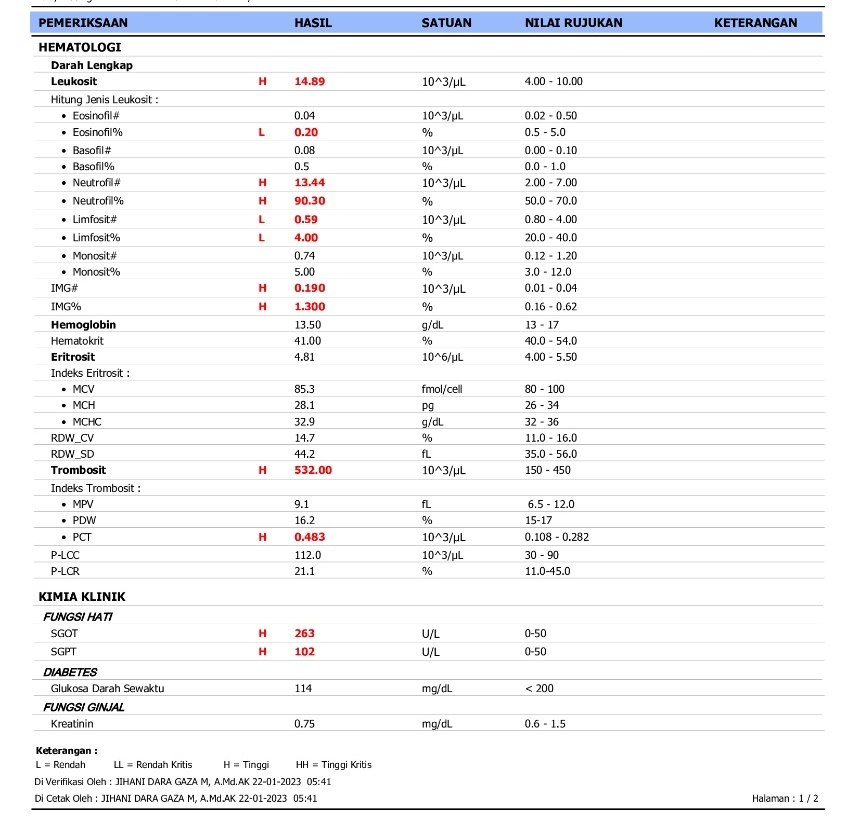 PEMERIKSAAN HASIL SATUAN NILAI RUJUKAN KETERANGAN
HEMATOLOGI
Darah Lengkap
Leukosit H 14.89 10^3/µL 4.00 - 10.00
Hitung Jenis Leukosit :
• Eosinofil# 0.04 10^3/µL 0.02 - 0.50
• Eosinofil% L 0.20 % 0.5 - 5.0
• Basofil# 0.08 10^3/µL 0.00 - 0.10
• Basofil% 0.5 % 0.0 - 1.0
• Neutrofil# H 13.44 10^3/µL 2.00 - 7.00
• Neutrofil% H 90.30 % 50.0 - 70.0
• Limfosit# L 0.59 10^3/µL 0.80 - 4.00
• Limfosit% L 4.00 % 20.0 - 40.0
• Monosit# 0.74 10^3/µL 0.12 - 1.20
• Monosit% 5.00 % 3.0 - 12.0
IMG# H 0.190 10^3/µL 0.01 - 0.04
IMG% H 1.300 % 0.16 - 0.62
Hemoglobin 13.50 g/dL 13 - 17
Hematokrit 41.00 % 40.0 - 54.0
Eritrosit 4.81 10^6/µL 4.00 - 5.50
Indeks Eritrosit :
• MCV 85.3 fmol/cell 80 - 100
• MCH 28.1 pg 26 - 34
• MCHC 32.9 g/dL 32 - 36
RDW_CV 14.7 % 11.0 - 16.0
RDW_SD 44.2 fL 35.0 - 56.0
Trombosit H 532.00 10^3/µL 150 - 450
Indeks Trombosit :
• MPV 9.1 fL 6.5 - 12.0
• PDW 16.2 % 15-17
• PCT H 0.483 10^3/µL 0.108 - 0.282
P-LCC 112.0 10^3/µL 30 - 90
P-LCR 21.1 % 11.0-45.0
KIMIA KLINIK
FUNGSI HATI
SGOT H 263 U/L 0-50
SGPT H 102 U/L 0-50
DIABETES
Glukosa Darah Sewaktu 114 mg/dL < 200
FUNGSI GINJAL
Kreatinin 0.75 mg/dL 0.6 - 1.5
Keterangan :
L = Rendah LL = Rendah Kritis H = Tinggi HH = Tinggi Kritis
Di Verifikasi Oleh : JIHANI DARA GAZA M, A.Md.AK 22-01-2023 05:41
Di Cetak Oleh : JIHANI DARA GAZA M, A.Md.AK 22-01-2023 05:41 Halaman : 1 / 2